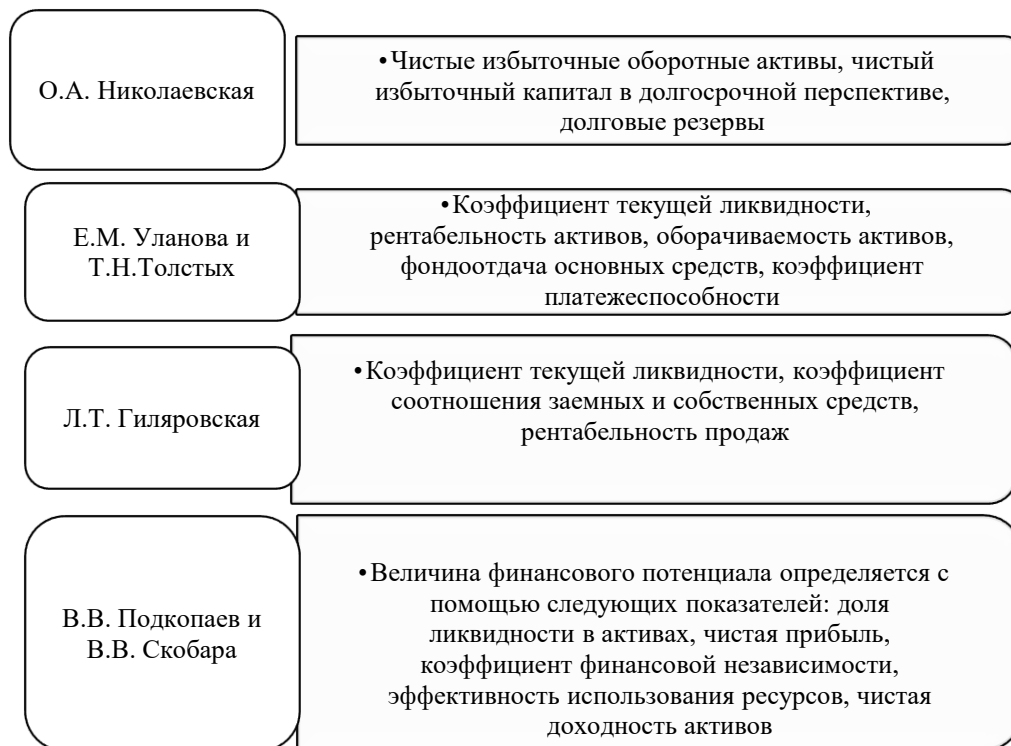 О.А. Николаевская
•Чистые избыточные оборотные активы, чистый
избыточный капитал в долгосрочной перспективе,
долговые резервы
Е.М. Уланова и
Т.Н.Толстых
•Коэффициент текущей ликвидности,
рентабельность активов, оборачиваемость активов,
фондоотдача основных средств, коэффициент
платежеспособности
Л.Т. Гиляровская
•Коэффициент текущей ликвидности, коэффициент
соотношения заемных и собственных средств,
рентабельность продаж
В.В. Подкопаев и
В.В. Скобара
•Величина финансового потенциала определяется с
помощью следующих показателей: доля
ликвидности в активах, чистая прибыль,
коэффициент финансовой независимости,
эффективность использования ресурсов, чистая
доходность активов